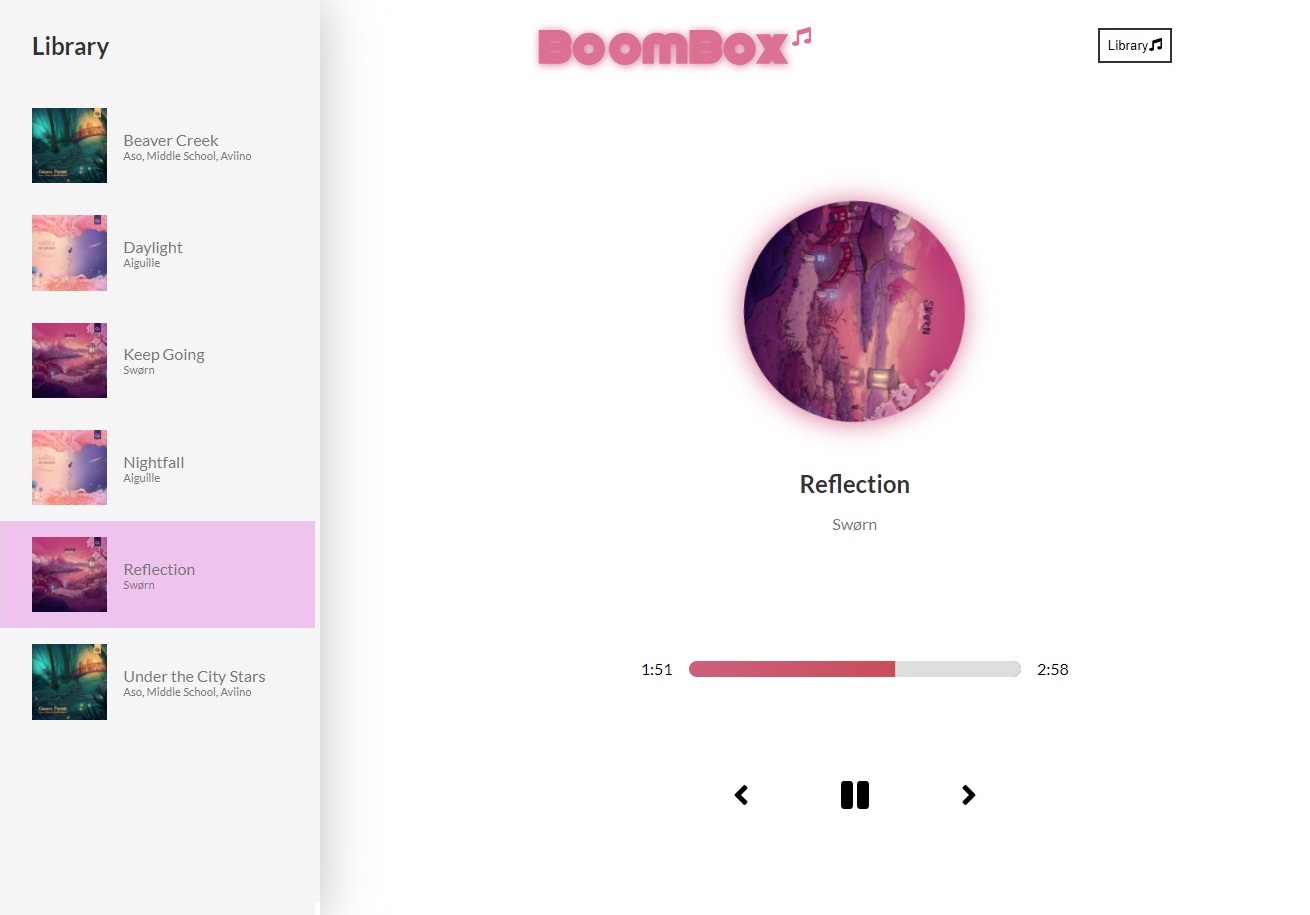 Library
Beaver Creek
Aso, Middle School, Aviino
Daylight
Aiguille
Keep Going
Swørn
Nightfall
Aiguille
Reflection
Swørn
Under the City Stars
Aso, Middle School, Aviino
BoomBox
Library
SWØRN
Reflection
Swørn
1:51
2:58